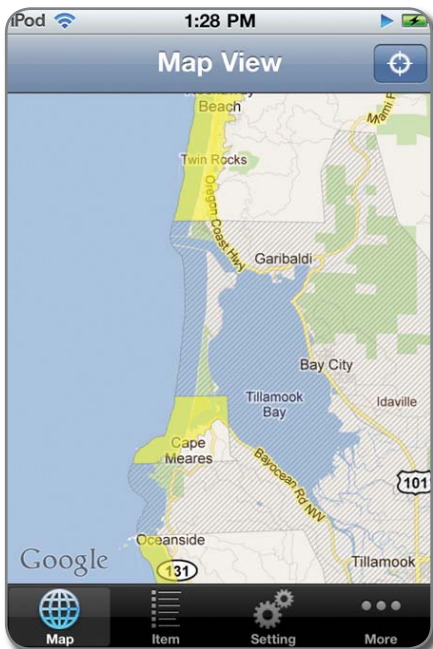 iPod 1:28 PM
Map View
Beach
Twin Rocks
Miami F
Oregon Coast Hwy
Garibaldi
Bay City
Idaville
Tillamook
Bay
Cape
Meares
Bayocean Rd NW
101
Oceanside
Google
131
Tillamook
Map Item Setting More